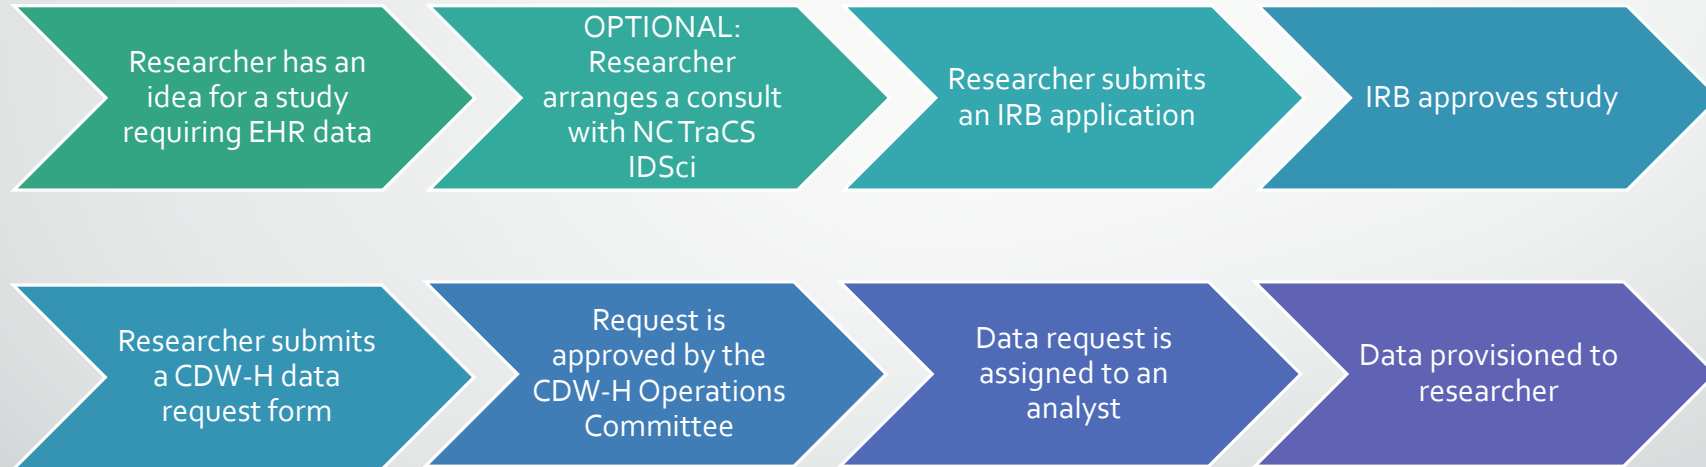 Researcher has an
idea for a study
requiring EHR data
OPTIONAL:
Researcher
arranges a consult
with NC TraCS
IDSci
Researcher submits
an IRB application
IRB approves study
Researcher submits
a CDW-H data
request form
Request is
approved by the
CDW-H Operations
Committee
Data request is
assigned to an
analyst
Data provisioned to
researcher